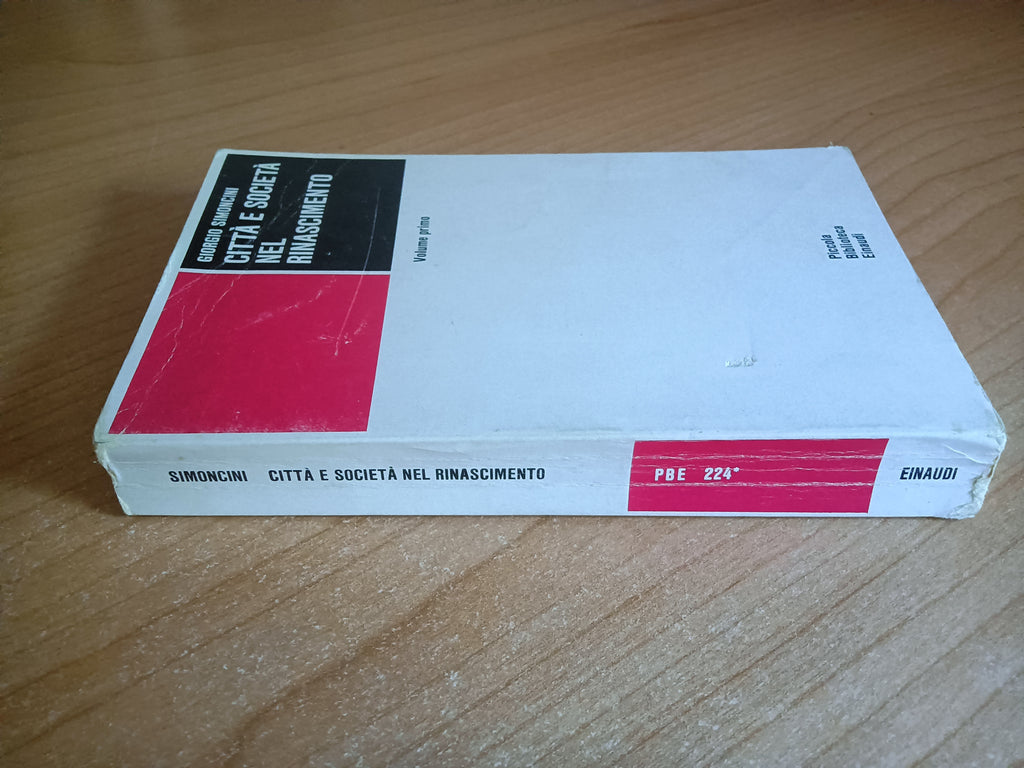 GIORGIO SIMONCINI
CITTÀ E SOCIETÀ
NEL
RINASCIMENTO
Volume primo
Piccola
Biblioteca
Einaudi
SIMONCINI CITTÀ E SOCIETÀ NEL RINASCIMENTO PBE 224* EINAUDI